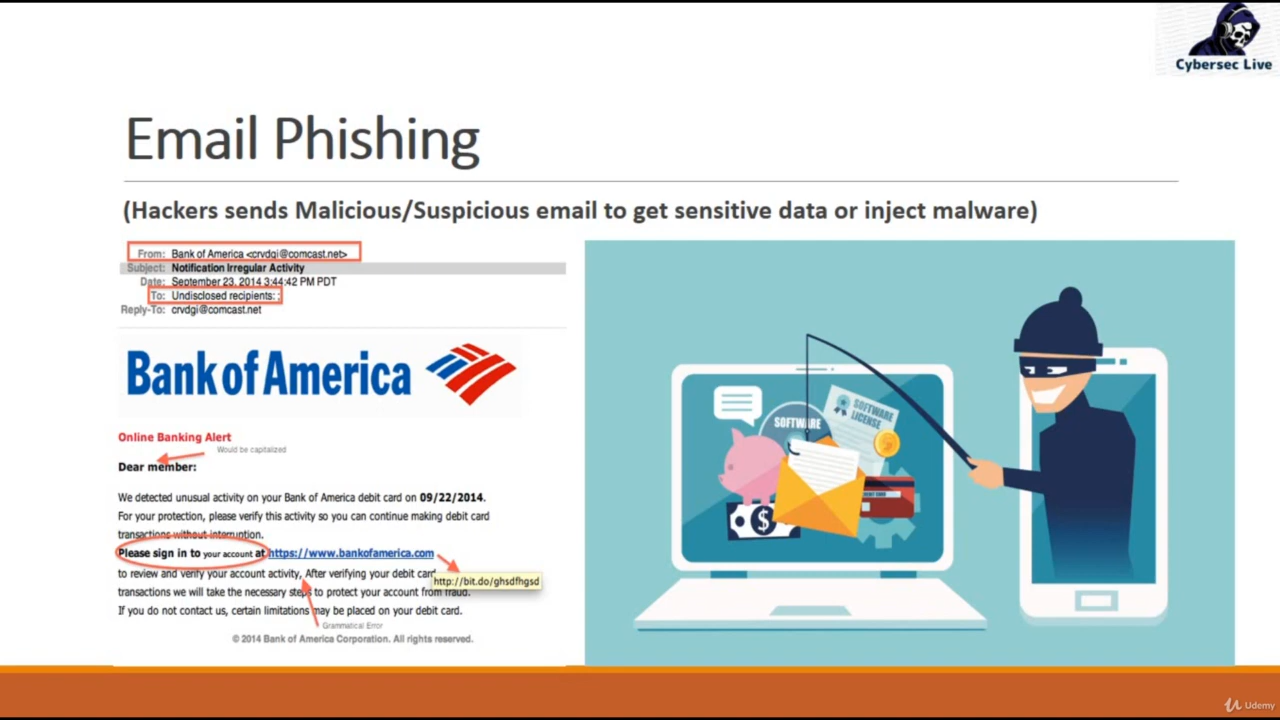 Cybersec Live
Email Phishing
(Hackers sends Malicious/Suspicious email to get sensitive data or inject malware)
From: Bank of America <crvdgi@comcast.net>
Subject: Notification Irregular Activity
Date: September 23, 2014 3:44:42 PM PDT
To: Undisclosed recipients: ;
Reply-To: crvdgi@comcast.net
Bank of America
Online Banking Alert
Would be capitalized
Dear member:
We detected unusual activity on your Bank of America debit card on 09/22/2014.
For your protection, please verify this activity so you can continue making debit card
transactions without interruption.
Please sign in to your account at https://www.bankofamerica.com
to review and verify your account activity, After verifying your debit card
http://bit.do/ghsdfhgsd
transactions we will take the necessary steps to protect your account from fraud.
If you do not contact us, certain limitations may be placed on your debit card.
Grammatical Error
© 2014 Bank of America Corporation. All rights reserved.
SOFTWARE
SOFTWARE
LICENSE
CREDIT CARD
$
Udemy